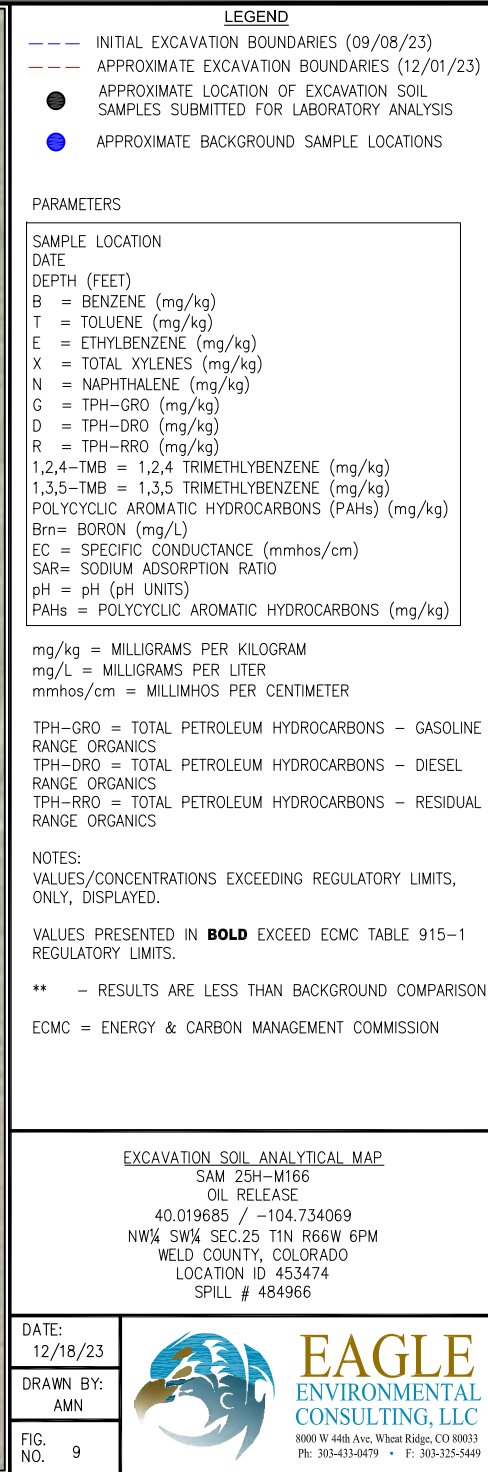 LEGEND
INITIAL EXCAVATION BOUNDARIES (09/08/23)
APPROXIMATE EXCAVATION BOUNDARIES (12/01/23)
APPROXIMATE LOCATION OF EXCAVATION SOIL
SAMPLES SUBMITTED FOR LABORATORY ANALYSIS
APPROXIMATE BACKGROUND SAMPLE LOCATIONS
PARAMETERS
SAMPLE LOCATION
DATE
DEPTH (FEET)
B = BENZENE (mg/kg)
T = TOLUENE (mg/kg)
E = ETHYLBENZENE (mg/kg)
X = TOTAL XYLENES (mg/kg)
N = NAPHTHALENE (mg/kg)
G = TPH-GRO (mg/kg)
D = TPH-DRO (mg/kg)
R = TPH-RRO (mg/kg)
1,2,4-TMB = 1,2,4 TRIMETHLYBENZENE (mg/kg)
1,3,5-TMB = 1,3,5 TRIMETHLYBENZENE (mg/kg)
POLYCYCLIC AROMATIC HYDROCARBONS (PAHs) (mg/kg)
Brn= BORON (mg/L)
EC = SPECIFIC CONDUCTANCE (mmhos/cm)
SAR= SODIUM ADSORPTION RATIO
pH = pH (pH UNITS)
PAHs = POLYCYCLIC AROMATIC HYDROCARBONS (mg/kg)
mg/kg = MILLIGRAMS PER KILOGRAM
mg/L = MILLIGRAMS PER LITER
mmhos/cm = MILLIMHOS PER CENTIMETER
TPH-GRO = TOTAL PETROLEUM HYDROCARBONS – GASOLINE
RANGE ORGANICS
TPH-DRO = TOTAL PETROLEUM HYDROCARBONS – DIESEL
RANGE ORGANICS
TPH-RRO = TOTAL PETROLEUM HYDROCARBONS – RESIDUAL
RANGE ORGANICS
NOTES:
VALUES/CONCENTRATIONS EXCEEDING REGULATORY LIMITS,
ONLY, DISPLAYED.
VALUES PRESENTED IN BOLD EXCEED ECMC TABLE 915-1
REGULATORY LIMITS.
** – RESULTS ARE LESS THAN BACKGROUND COMPARISON
ECMC = ENERGY & CARBON MANAGEMENT COMMISSION
EXCAVATION SOIL ANALYTICAL MAP
SAM 25H-M166
OIL RELEASE
40.019685 / -104.734069
NW¼ SW¼ SEC.25 T1N R66W 6PM
WELD COUNTY, COLORADO
LOCATION ID 453474
SPILL # 484966
DATE:
12/18/23
DRAWN BY:
AMN
FIG.
NO. 9
EAGLE
ENVIRONMENTAL
CONSULTING, LLC
8000 W 44th Ave, Wheat Ridge, CO 80033
Ph: 303-433-0479 • F: 303-325-5449